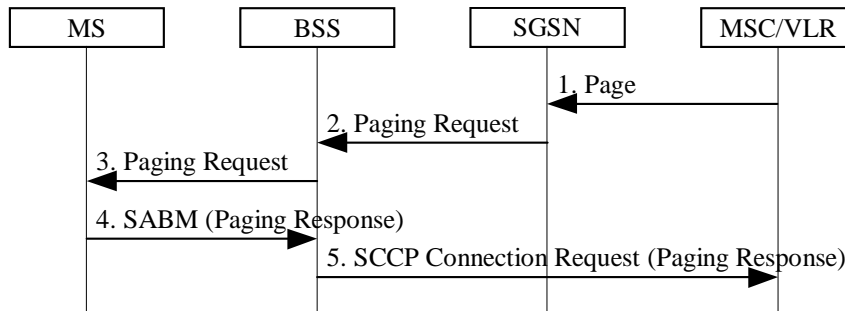 MS BSS SGSN MSC/VLR
1. Page
2. Paging Request
3. Paging Request
4. SABM (Paging Response)
5. SCCP Connection Request (Paging Response)